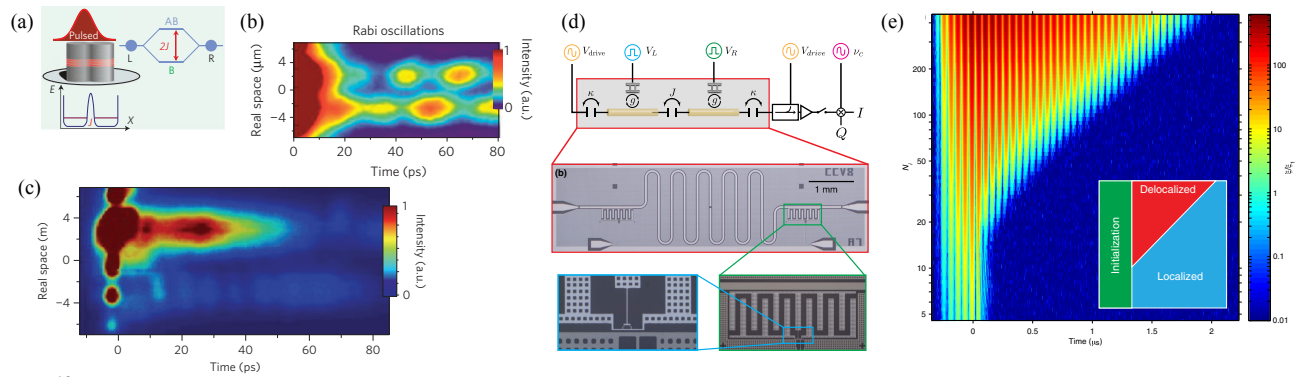 (a)
Pulsed
AB
2J
L
R
B
E
J
X
(b)
Rabi oscillations
Real space (µm)
4
0
−4
0
20
40
60
80
Time (ps)
1
0
Intensity (a.u.)
(c)
Real space (m)
4
0
−4
0
20
40
60
80
Time (ps)
1
0
Intensity (a.u.)
(d)
V_drive
V_L
V_R
V_drive
ν_C
κ
g
J
g
κ
I
Q
(b)
CCV8
1 mm
(e)
N_i
200
100
50
20
10
5
0
0.5
1
1.5
2
Time (µs)
Initialization
Delocalized
Localized
100
10
1
0.1
0.01